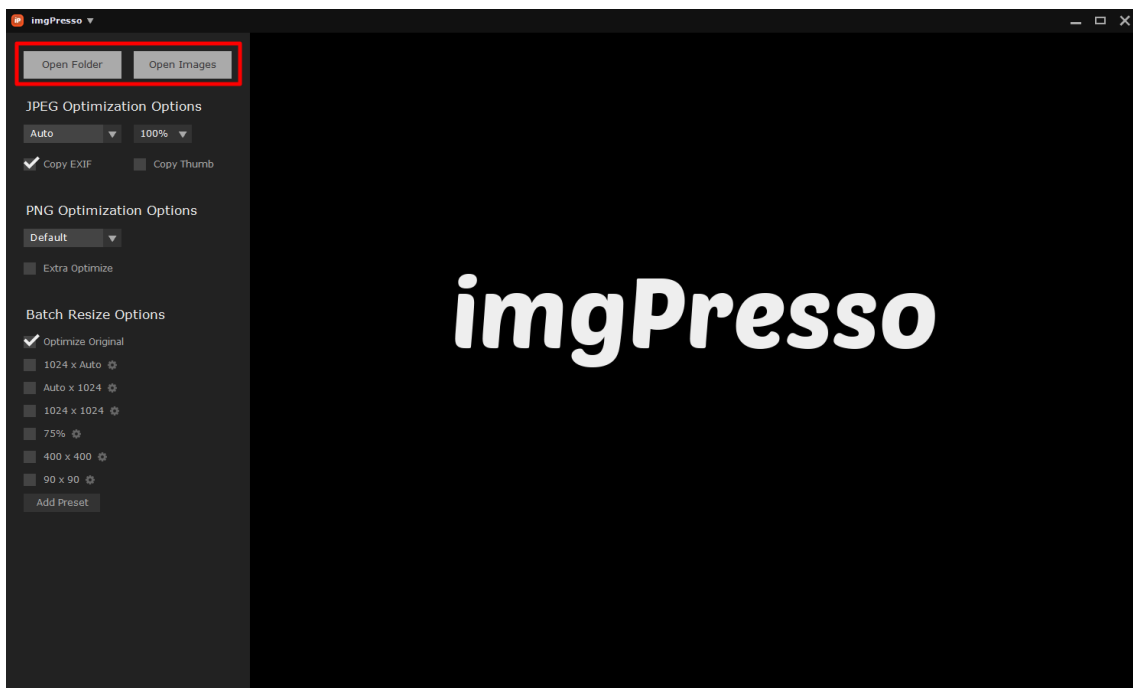 iP imgPresso
Open Folder Open Images
JPEG Optimization Options
Auto 100%
Copy EXIF Copy Thumb
PNG Optimization Options
Default
Extra Optimize
Batch Resize Options
Optimize Original
1024 x Auto
Auto x 1024
1024 x 1024
75%
400 x 400
90 x 90
Add Preset
imgPresso